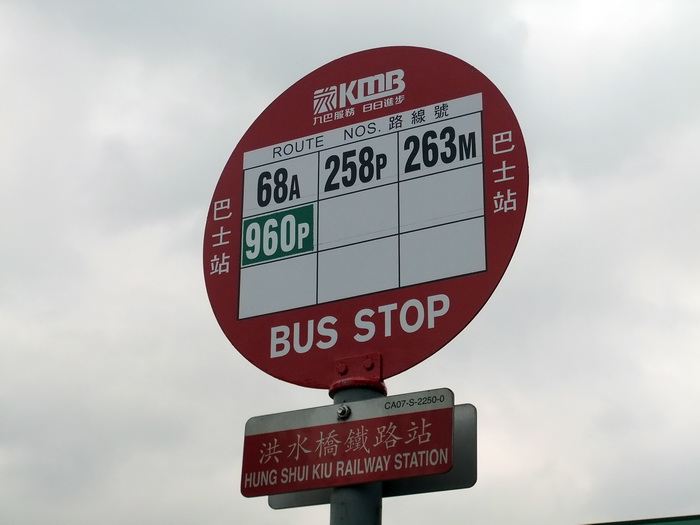 KMB
九巴服務 日日進步
ROUTE NOS. 路線號
68A 258P 263M
960P
巴士站
巴士站
BUS STOP
CA07-S-2250-0
洪水橋鐵路站
HUNG SHUI KIU RAILWAY STATION